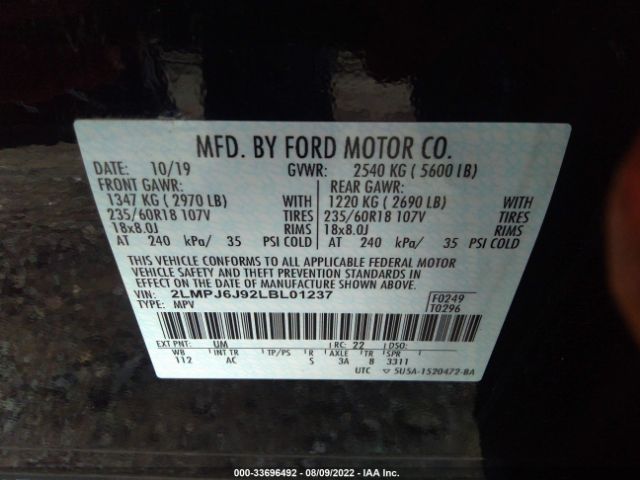 MFD. BY FORD MOTOR CO.
DATE: 10/19 GVWR: 2540 KG ( 5600 LB)
FRONT GAWR: REAR GAWR:
1347 KG ( 2970 LB) WITH 1220 KG ( 2690 LB) WITH
235/60R18 107V TIRES 235/60R18 107V TIRES
18x8.0J RIMS 18x8.0J RIMS
AT 240 kPa/ 35 PSI COLD AT 240 kPa/ 35 PSI COLD
THIS VEHICLE CONFORMS TO ALL APPLICABLE FEDERAL MOTOR
VEHICLE SAFETY AND THEFT PREVENTION STANDARDS IN
EFFECT ON THE DATE OF MANUFACTURE SHOWN ABOVE.
VIN: 2LMPJ6J92LBL01237 F0249
TYPE: MPV T0296
EXT PNT: UM RC: 22 DSO:
WB INT TR TP/PS R AXLE TR SPR
112 AC S 3A 8 3311
UTC ▽ 5U5A-1520472-BA
000-33696492 - 08/09/2022 - IAA Inc.